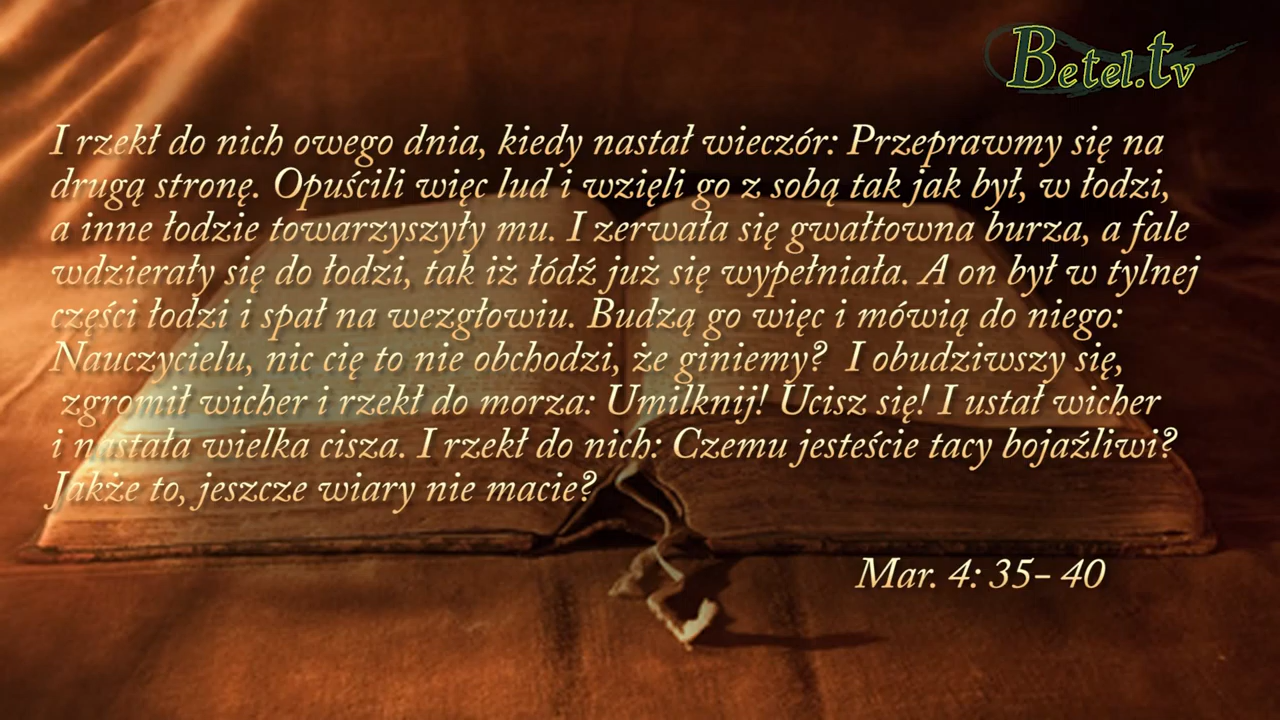 Betel.tv
I rzekł do nich owego dnia, kiedy nastał wieczór: Przeprawmy się na
drugą stronę. Opuścili więc lud i wzięli go z sobą tak jak był, w łodzi,
a inne łodzie towarzyszyły mu. I zerwała się gwałtowna burza, a fale
wdzierały się do łodzi, tak iż łódź już się wypełniała. A on był w tylnej
części łodzi i spał na wezgłowiu. Budzą go więc i mówią do niego:
Nauczycielu, nic cię to nie obchodzi, że giniemy? I obudziwszy się,
zgromił wicher i rzekł do morza: Umilknij! Ucisz się! I ustał wicher
i nastała wielka cisza. I rzekł do nich: Czemu jesteście tacy bojaźliwi?
Jakże to, jeszcze wiary nie macie?
Mar. 4: 35- 40